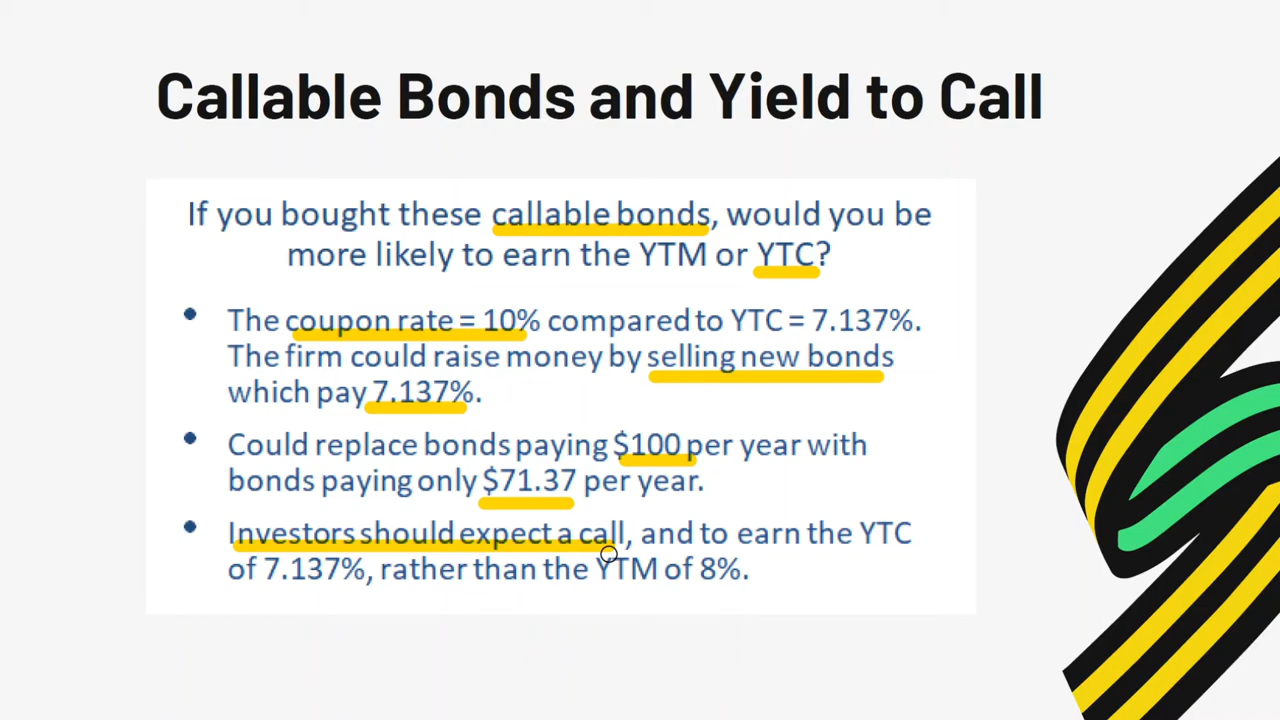 Callable Bonds and Yield to Call
If you bought these callable bonds, would you be
more likely to earn the YTM or YTC?
• The coupon rate = 10% compared to YTC = 7.137%.
The firm could raise money by selling new bonds
which pay 7.137%.
• Could replace bonds paying $100 per year with
bonds paying only $71.37 per year.
• Investors should expect a call, and to earn the YTC
of 7.137%, rather than the YTM of 8%.